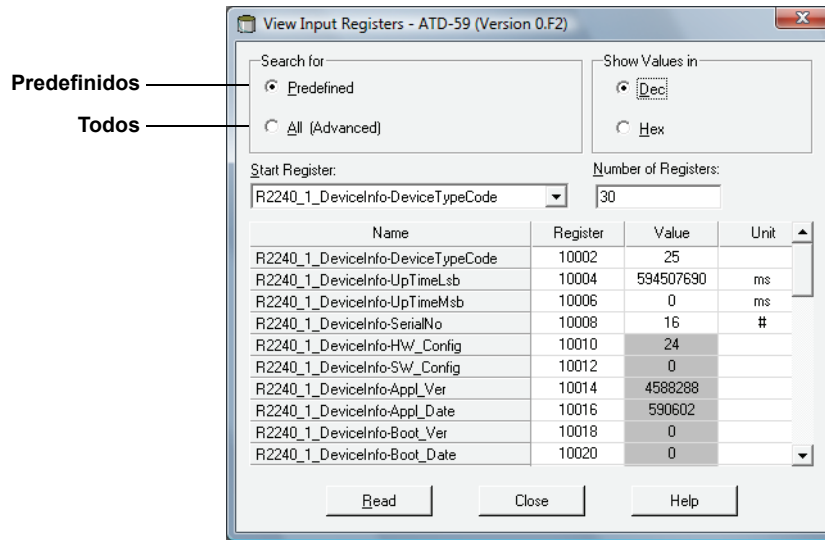 View Input Registers - ATD-59 (Version 0.F2)
Search for
Show Values in
Predefinidos
Predefined
Dec
Todos
All (Advanced)
Hex
Start Register:
Number of Registers:
R2240_1_DeviceInfo-DeviceTypeCode
30
Name Register Value Unit
R2240_1_DeviceInfo-DeviceTypeCode 10002 25
R2240_1_DeviceInfo-UpTimeLsb 10004 594507690 ms
R2240_1_DeviceInfo-UpTimeMsb 10006 0 ms
R2240_1_DeviceInfo-SerialNo 10008 16 #
R2240_1_DeviceInfo-HW_Config 10010 24
R2240_1_DeviceInfo-SW_Config 10012 0
R2240_1_DeviceInfo-Appl_Ver 10014 4588288
R2240_1_DeviceInfo-Appl_Date 10016 590602
R2240_1_DeviceInfo-Boot_Ver 10018 0
R2240_1_DeviceInfo-Boot_Date 10020 0
Read Close Help